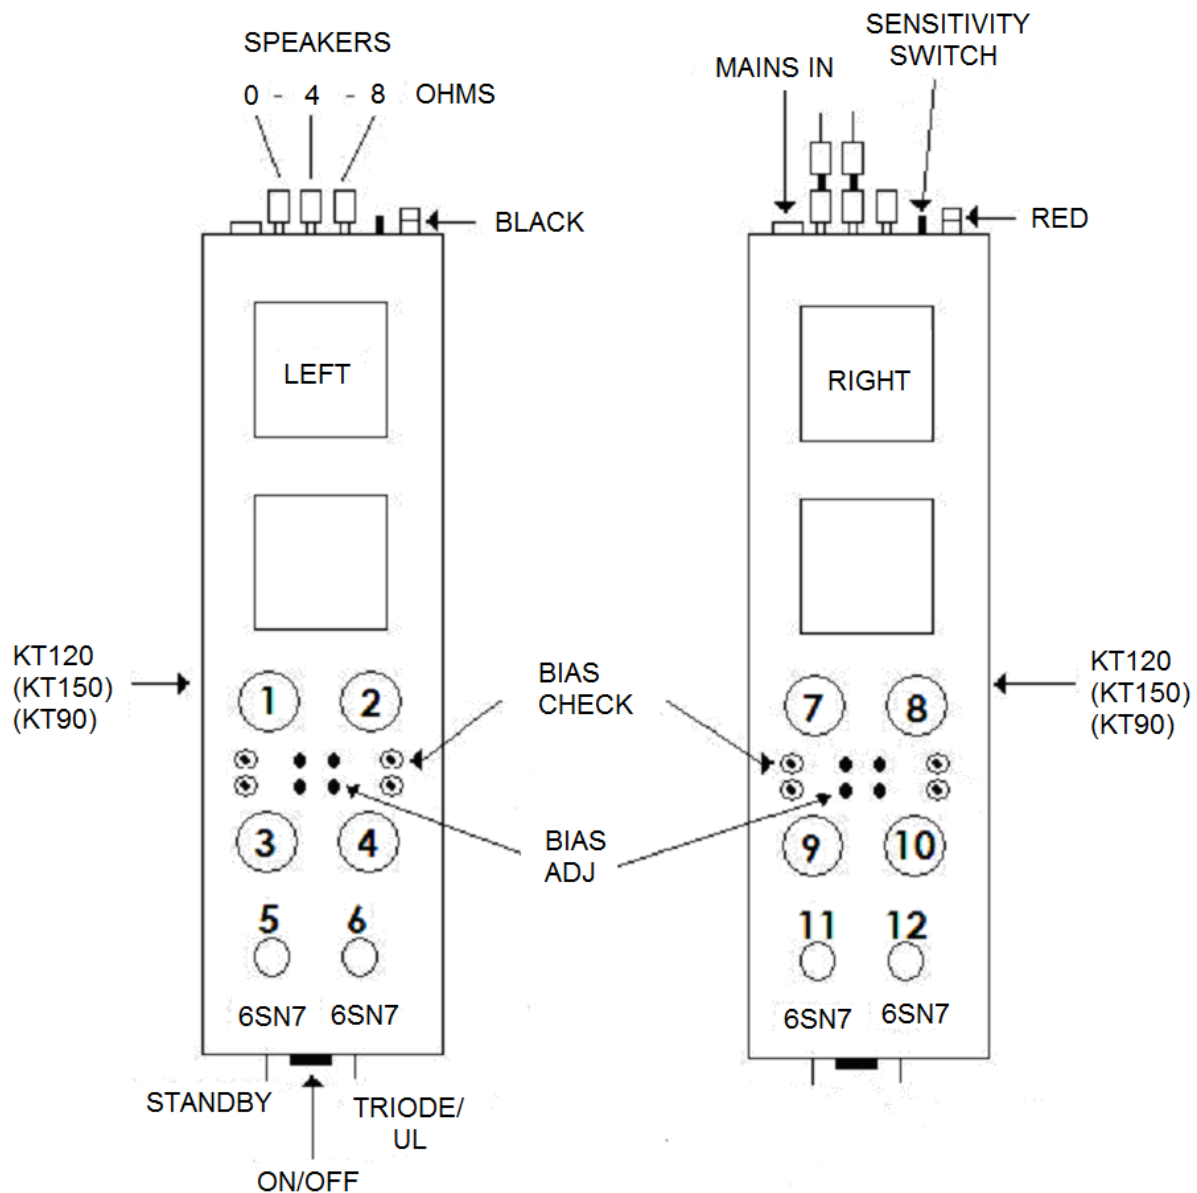 SPEAKERS
0 - 4 - 8 OHMS
BLACK
MAINS IN
SENSITIVITY
SWITCH
RED
LEFT
RIGHT
KT120
(KT150)
(KT90)
1 2
3 4
5 6
6SN7 6SN7
BIAS
CHECK
BIAS
ADJ
7 8
9 10
11 12
6SN7 6SN7
KT120
(KT150)
(KT90)
STANDBY
TRIODE/
UL
ON/OFF